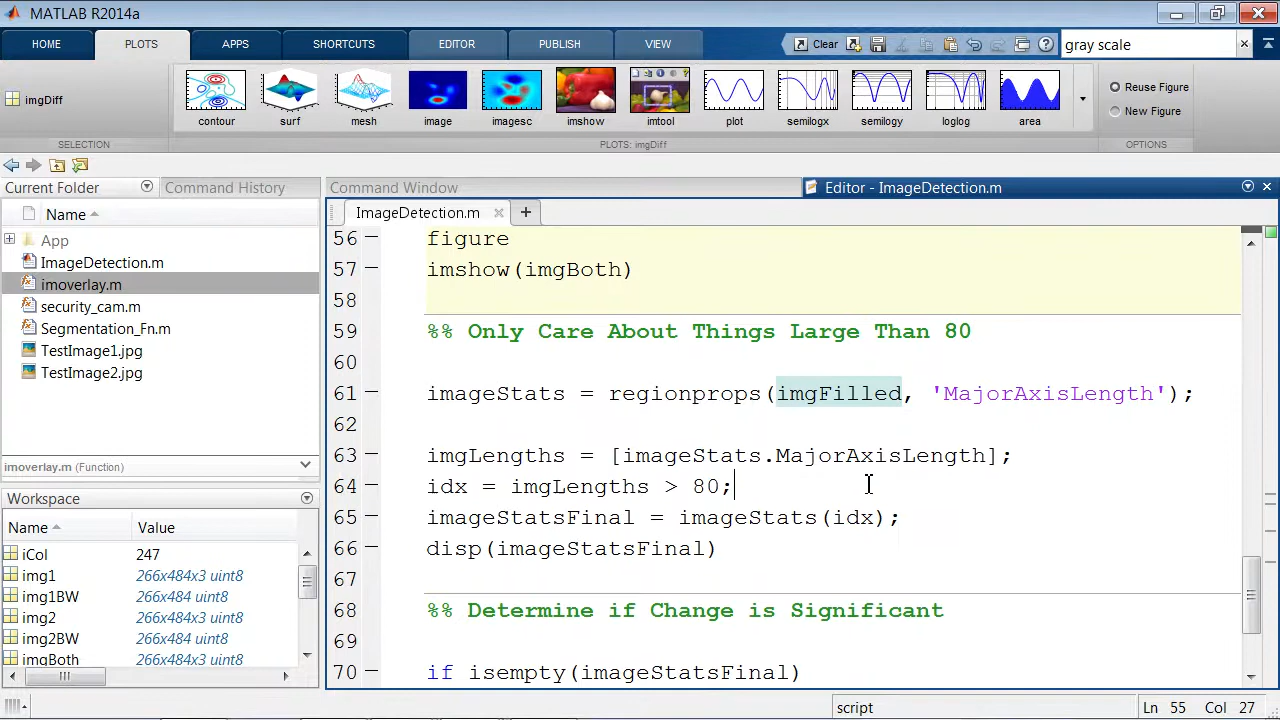 MATLAB R2014a
HOME PLOTS APPS SHORTCUTS EDITOR PUBLISH VIEW Clear gray scale
imgDiff
contour surf mesh image imagesc imshow imtool plot semilogx semilogy loglog area
Reuse Figure
New Figure
SELECTION PLOTS: imgDiff OPTIONS
Current Folder Command History
Name
App
ImageDetection.m
imoverlay.m
security_cam.m
Segmentation_Fn.m
TestImage1.jpg
TestImage2.jpg
imoverlay.m (Function)
Workspace
Name Value
iCol 247
img1 266x484x3 uint8
img1BW 266x484 uint8
img2 266x484x3 uint8
img2BW 266x484 uint8
imgBoth 266x484x3 uint8
Command Window Editor - ImageDetection.m
ImageDetection.m
56 figure
57 imshow(imgBoth)
58
59 %% Only Care About Things Large Than 80
60
61 imageStats = regionprops(imgFilled, 'MajorAxisLength');
62
63 imgLengths = [imageStats.MajorAxisLength];
64 idx = imgLengths > 80;
65 imageStatsFinal = imageStats(idx);
66 disp(imageStatsFinal)
67
68 %% Determine if Change is Significant
69
70 if isempty(imageStatsFinal)
script Ln 55 Col 27